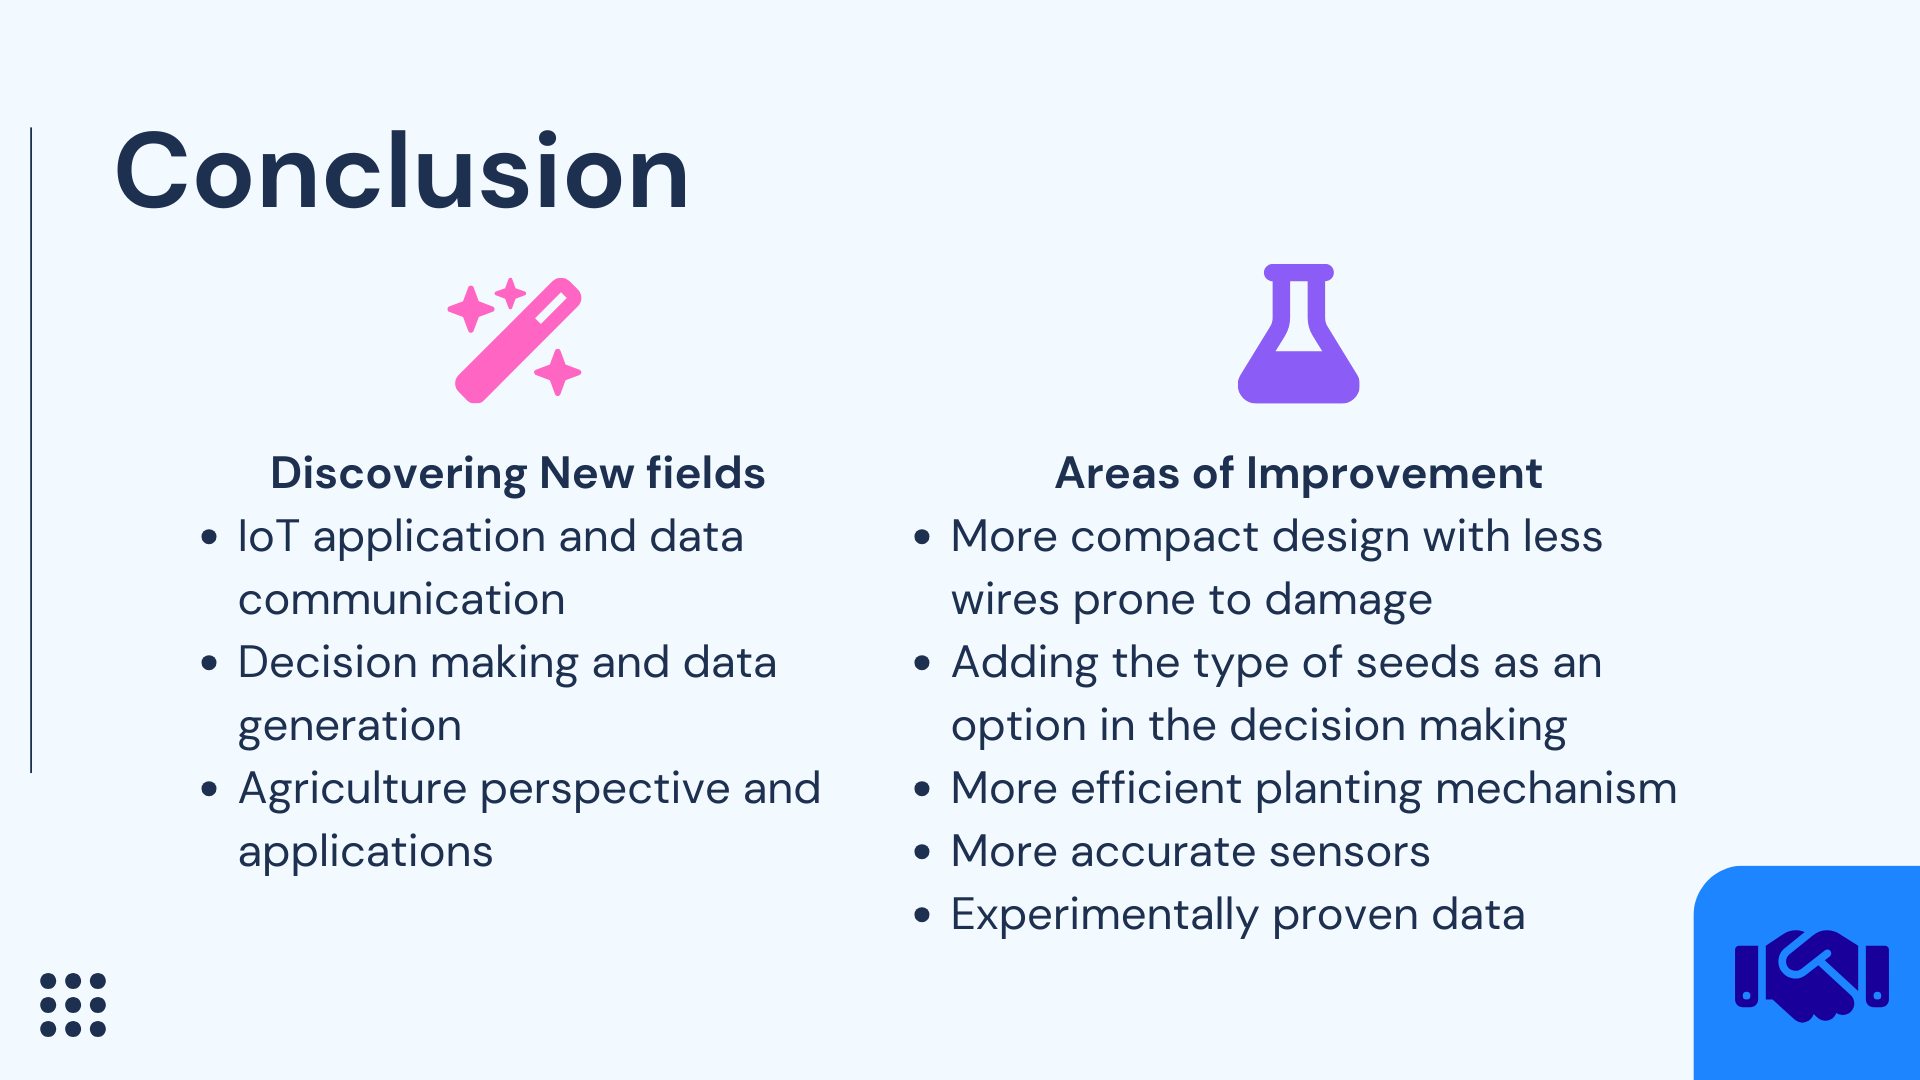 Conclusion
Discovering New fields
• IoT application and data
communication
• Decision making and data
generation
• Agriculture perspective and
applications
Areas of Improvement
• More compact design with less
wires prone to damage
• Adding the type of seeds as an
option in the decision making
• More efficient planting mechanism
• More accurate sensors
• Experimentally proven data